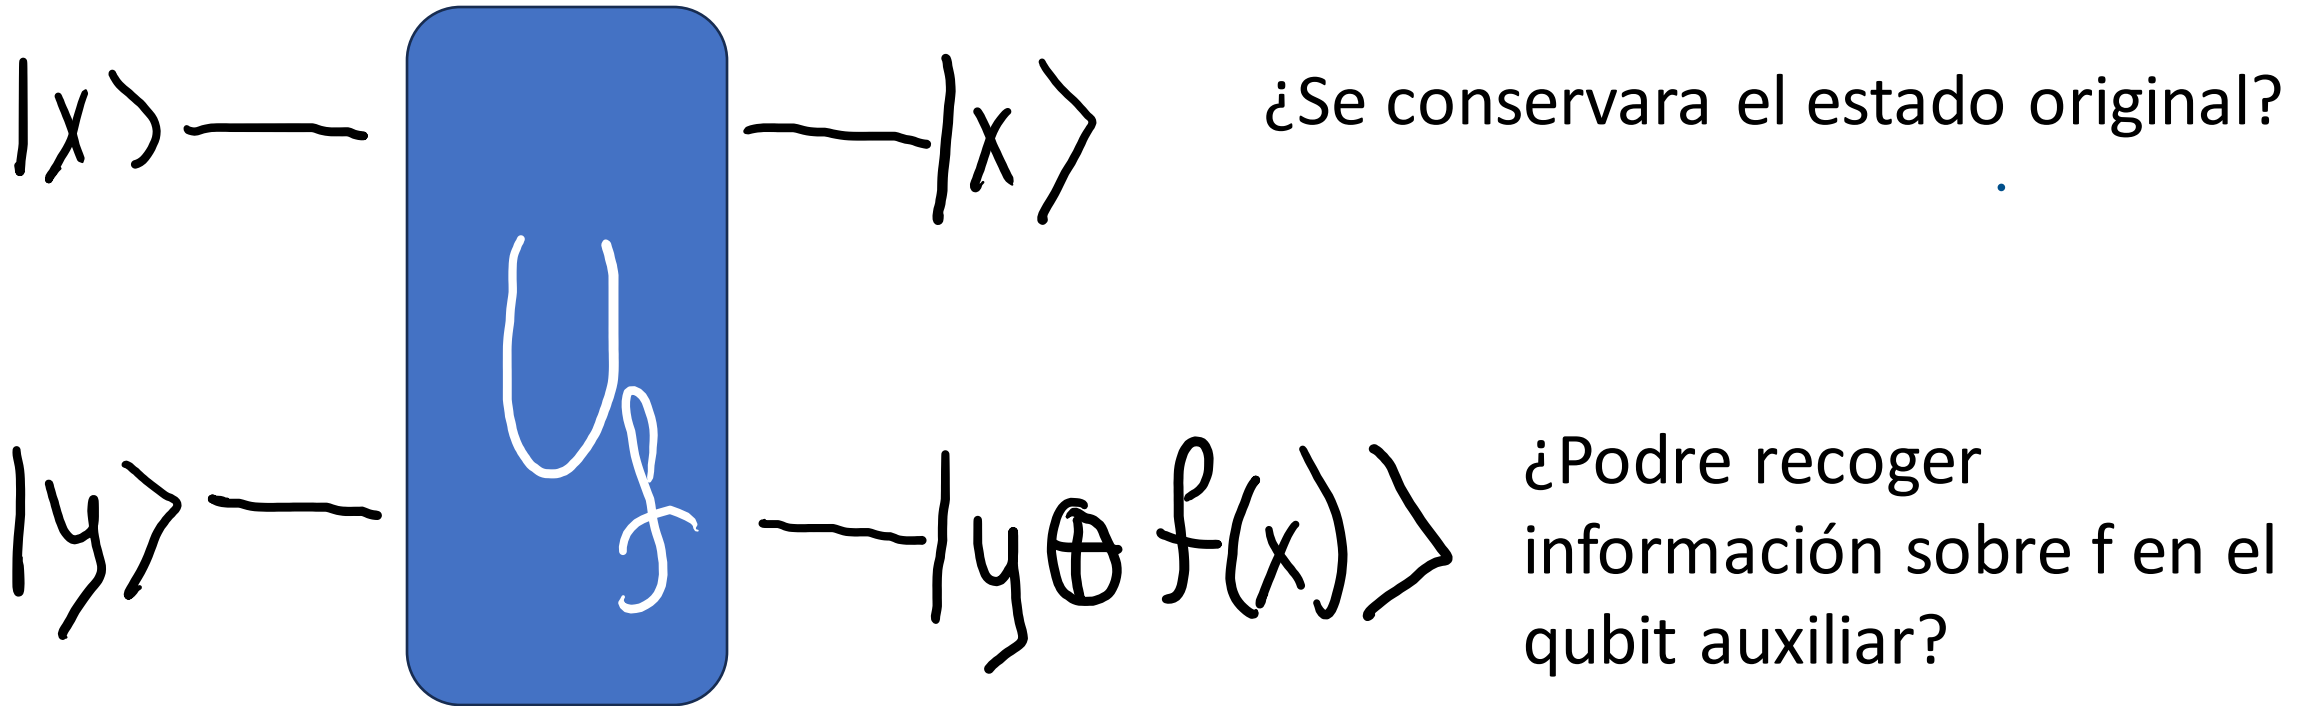 |x⟩
|x⟩
¿Se conservara el estado original?
U_f
|y⟩
|y⊕f(x)⟩
¿Podre recoger
información sobre f en el
qubit auxiliar?